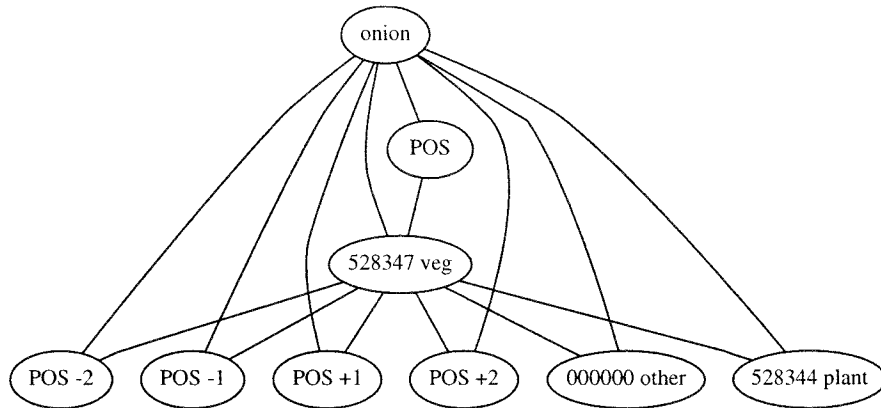 onion
POS
528347 veg
POS -2
POS -1
POS +1
POS +2
000000 other
528344 plant